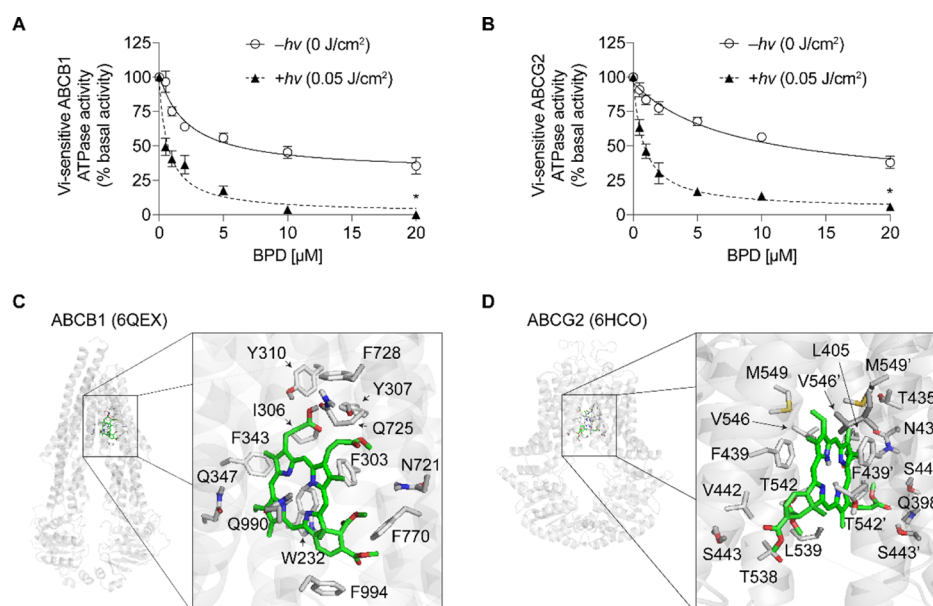 A
Vi-sensitive ABCB1
ATPase activity
(% basal activity)
125
100
75
50
25
0
–hv (0 J/cm²)
+hv (0.05 J/cm²)
*
0 5 10 15 20
BPD [µM]
B
Vi-sensitive ABCG2
ATPase activity
(% basal activity)
125
100
75
50
25
0
–hv (0 J/cm²)
+hv (0.05 J/cm²)
*
0 5 10 15 20
BPD [µM]
C
ABCB1 (6QEX)
Y310
F728
Y307
I306
Q725
F343
F303
Q347
N721
Q990
F770
W232
F994
D
ABCG2 (6HCO)
L405
M549
V546'
M549'
T435
V546
F439
T542
F439'
V442
Q398
T542'
S443
L539
S443'
T538